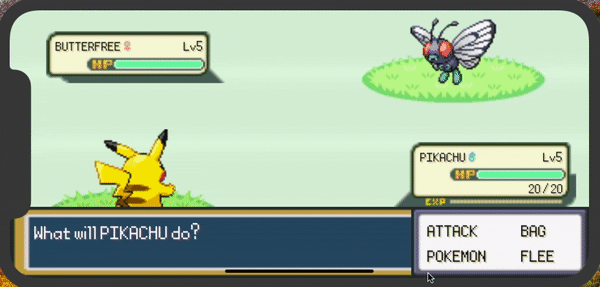 BUTTERFREE♀ Lv5
HP
PIKACHU♂ Lv5
HP
20/20
EXP
What will PIKACHU do?
ATTACK BAG
POKEMON FLEE